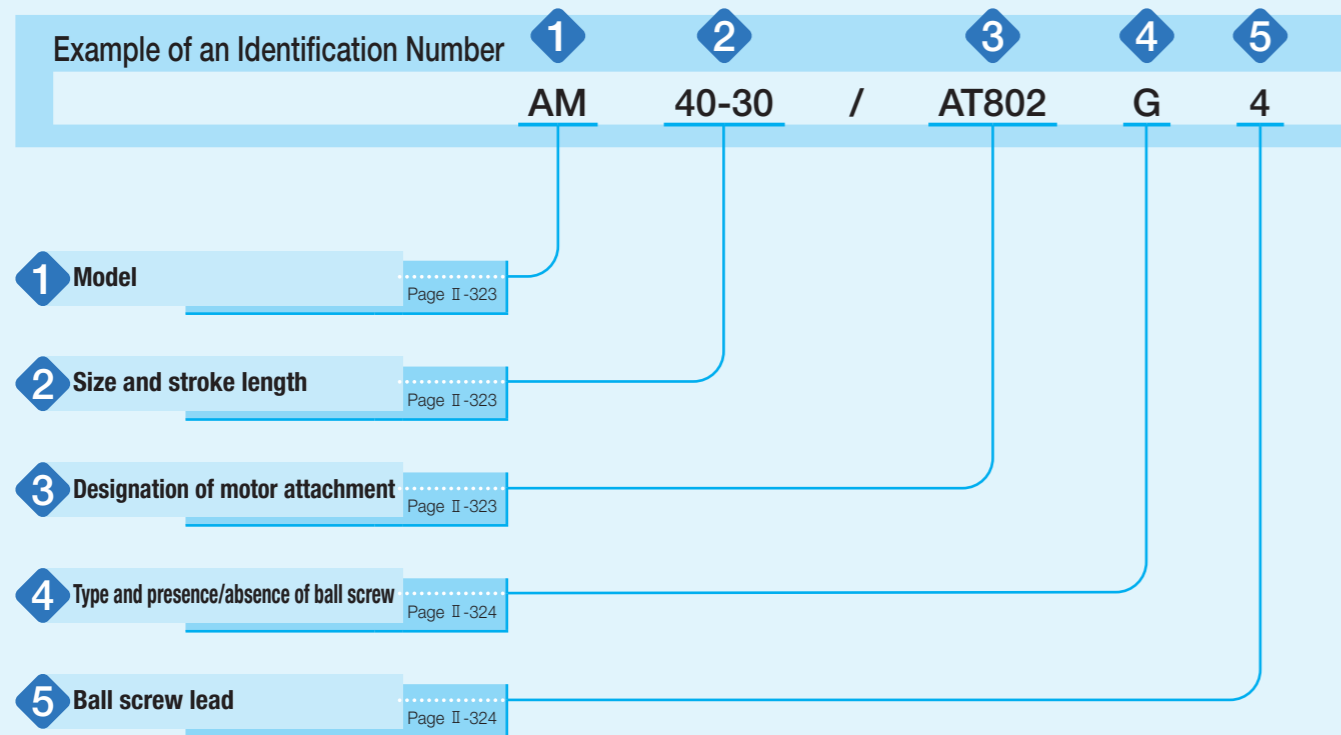 Example of an Identification Number
1 2 3 4 5
AM 40-30 / AT802 G 4
1 Model
Page Ⅱ-323
2 Size and stroke length
Page Ⅱ-323
3 Designation of motor attachment
Page Ⅱ-323
4 Type and presence/absence of ball screw
Page Ⅱ-324
5 Ball screw lead
Page Ⅱ-324